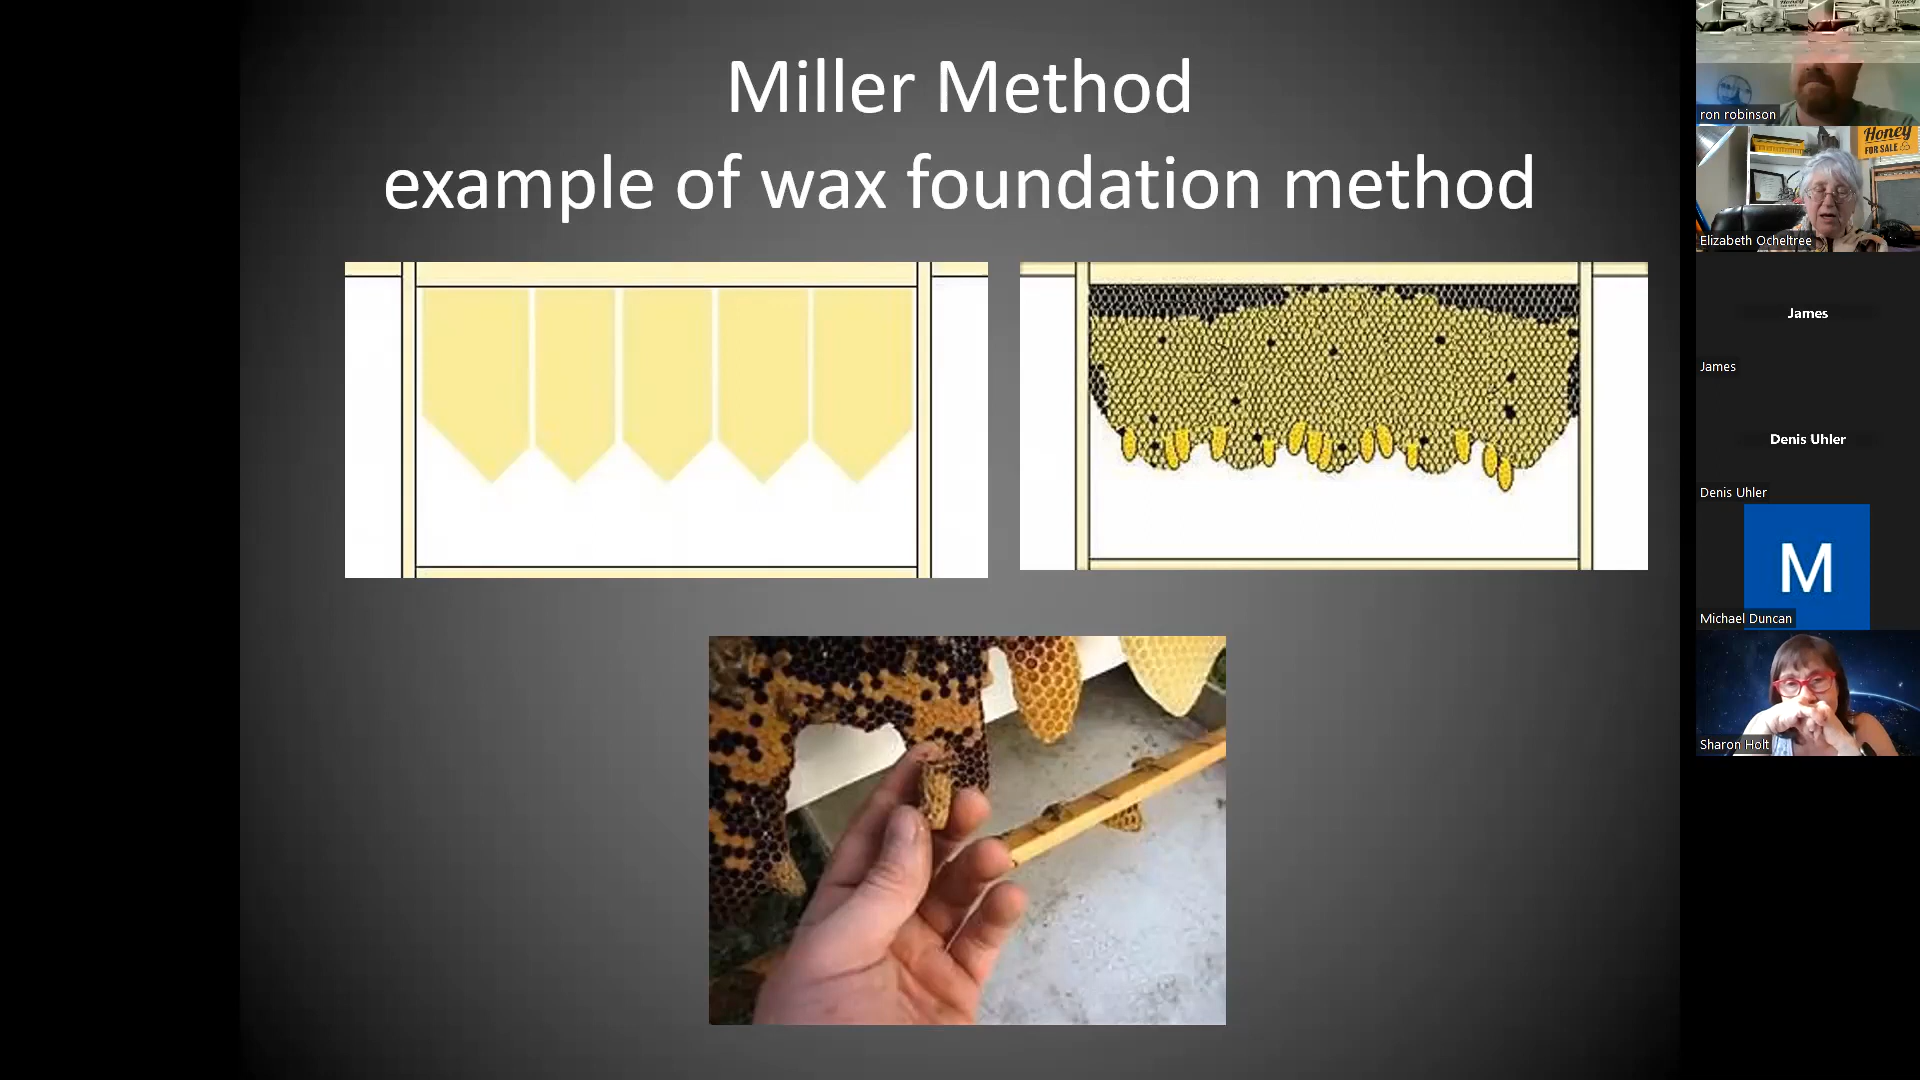 Miller Method
example of wax foundation method
Honey
ron robinson
Honey
FOR SALE
Elizabeth Ocheltree
James
James
Denis Uhler
Denis Uhler
M
Michael Duncan
Sharon Holt